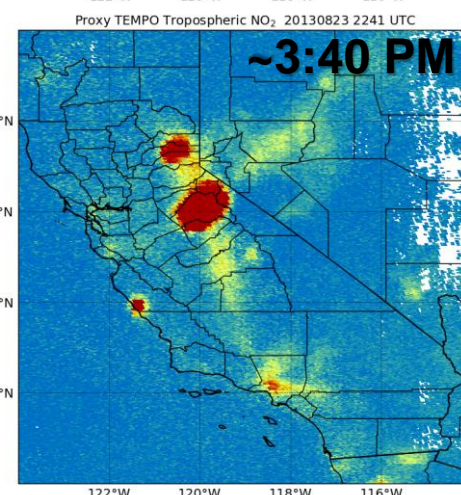 Proxy TEMPO Tropospheric NO₂ 20130823 2241 UTC
~3:40 PM
°N
°N
°N
°N
122°W 120°W 118°W 116°W